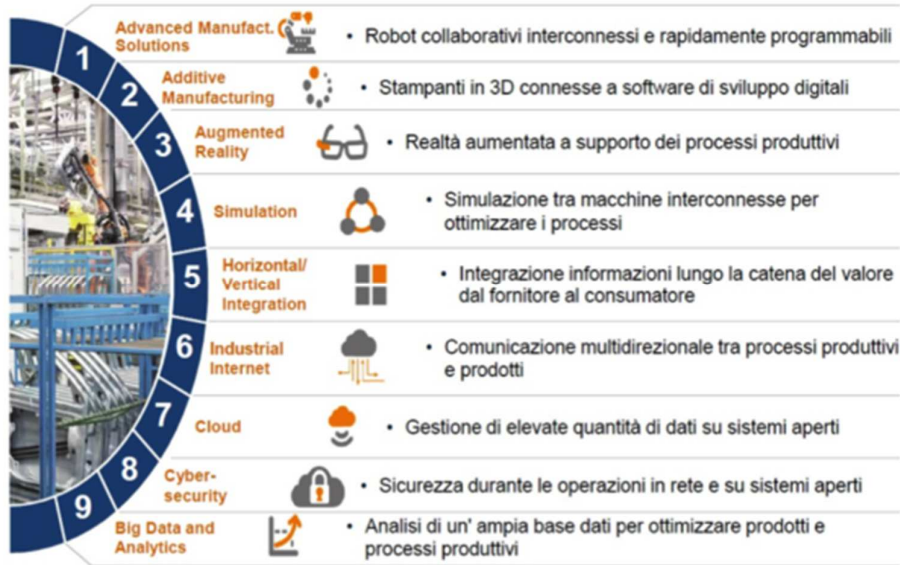 1
Advanced Manufact.
Solutions
• Robot collaborativi interconnessi e rapidamente programmabili
2
Additive
Manufacturing
• Stampanti in 3D connesse a software di sviluppo digitali
3
Augmented
Reality
• Realtà aumentata a supporto dei processi produttivi
4
Simulation
• Simulazione tra macchine interconnesse per
ottimizzare i processi
5
Horizontal/
Vertical
Integration
• Integrazione informazioni lungo la catena del valore
dal fornitore al consumatore
6
Industrial
Internet
• Comunicazione multidirezionale tra processi produttivi
e prodotti
7
Cloud
• Gestione di elevate quantità di dati su sistemi aperti
8
Cyber-
security
• Sicurezza durante le operazioni in rete e su sistemi aperti
9
Big Data and
Analytics
• Analisi di un' ampia base dati per ottimizzare prodotti e
processi produttivi